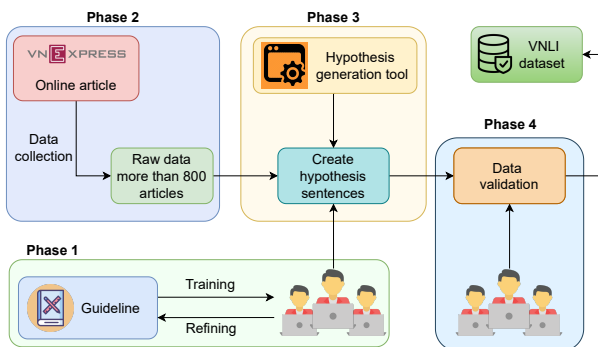 Phase 2
VNEXPRESS
Online article
Data
collection
Raw data
more than 800
articles
Phase 3
Hypothesis
generation tool
Create
hypothesis
sentences
VNLI
dataset
Phase 4
Data
validation
Phase 1
Guideline
Training
Refining